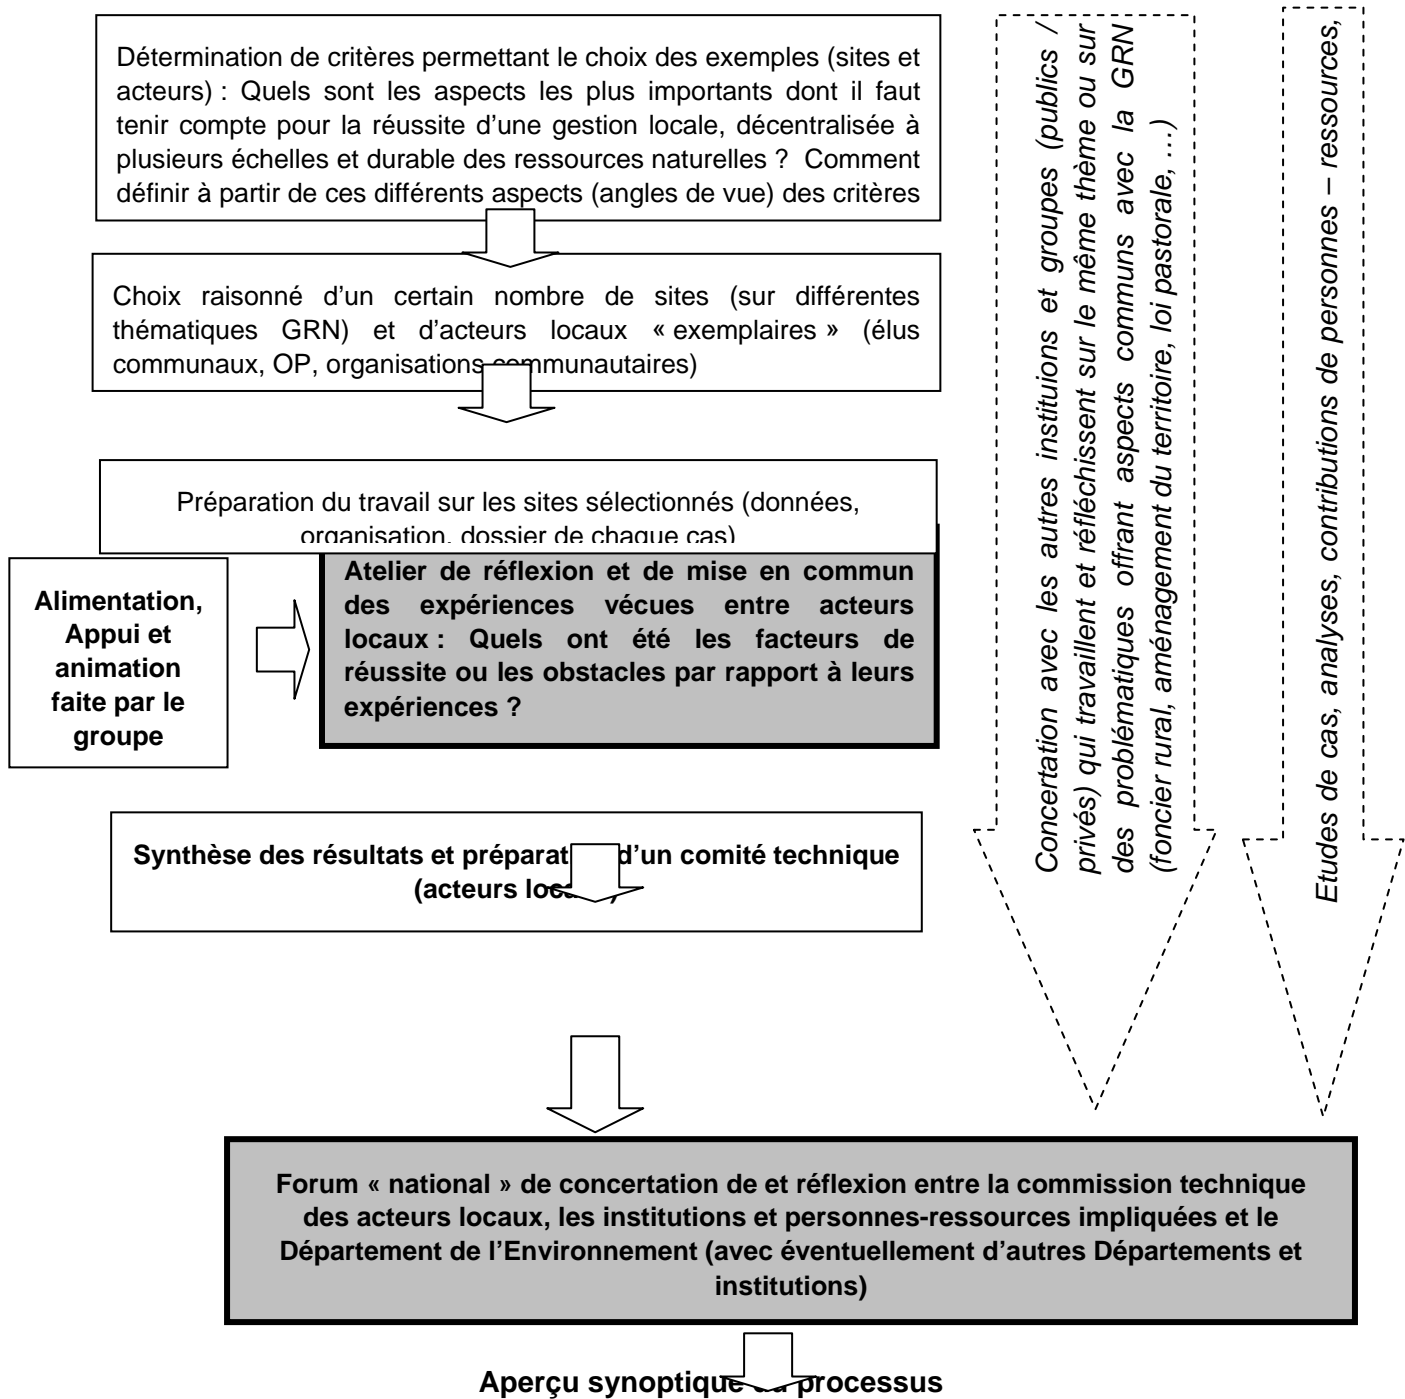 Détermination de critères permettant le choix des exemples (sites et
acteurs) : Quels sont les aspects les plus importants dont il faut
tenir compte pour la réussite d'une gestion locale, décentralisée à
plusieurs échelles et durable des ressources naturelles ? Comment
définir à partir de ces différents aspects (angles de vue) des critères
Choix raisonné d'un certain nombre de sites (sur différentes
thématiques GRN) et d'acteurs locaux « exemplaires » (élus
communaux, OP, organisations communautaires)
Préparation du travail sur les sites sélectionnés (données,
organisation, dossier de chaque cas)
Alimentation,
Appui et
animation
faite par le
groupe
Atelier de réflexion et de mise en commun
des expériences vécues entre acteurs
locaux : Quels ont été les facteurs de
réussite ou les obstacles par rapport à leurs
expériences ?
Synthèse des résultats et préparat d'un comité technique
(acteurs loca
Forum « national » de concertation de et réflexion entre la commission technique
des acteurs locaux, les institutions et personnes-ressources impliquées et le
Département de l'Environnement (avec éventuellement d'autres Départements et
institutions)
Aperçu synoptique processus
Concertation avec les autres instituions et groupes (publics /
privés) qui travaillent et réfléchissent sur le même thème ou sur
des problématiques offrant aspects communs avec la GRN
(foncier rural, aménagement du territoire, loi pastorale, …)
Etudes de cas, analyses, contributions de personnes – ressources,